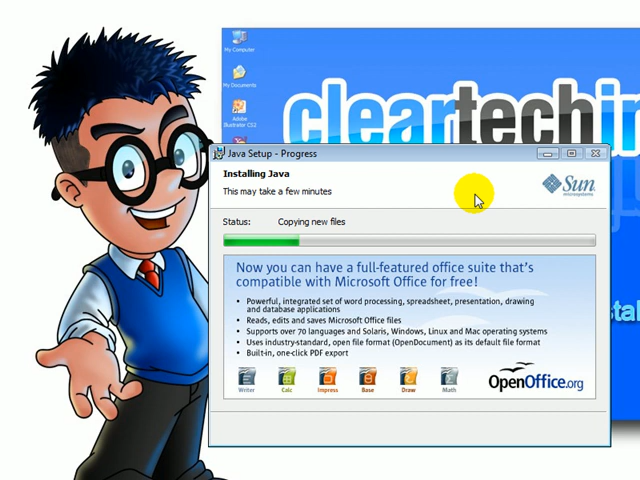 My Computer
My Documents
Adobe
Illustrator CS2
cleartech
Java Setup - Progress
Installing Java
This may take a few minutes
Sun
microsystems
Status: Copying new files
Now you can have a full-featured office suite that's
compatible with Microsoft Office for free!
• Powerful, integrated set of word processing, spreadsheet, presentation, drawing
and database applications
• Reads, edits and saves Microsoft Office files
• Supports over 70 languages and Solaris, Windows, Linux and Mac operating systems
• Uses industry-standard, open file format (OpenDocument) as its default file format
• Built-in, one-click PDF export
Writer Calc Impress Base Draw Math
OpenOffice.org